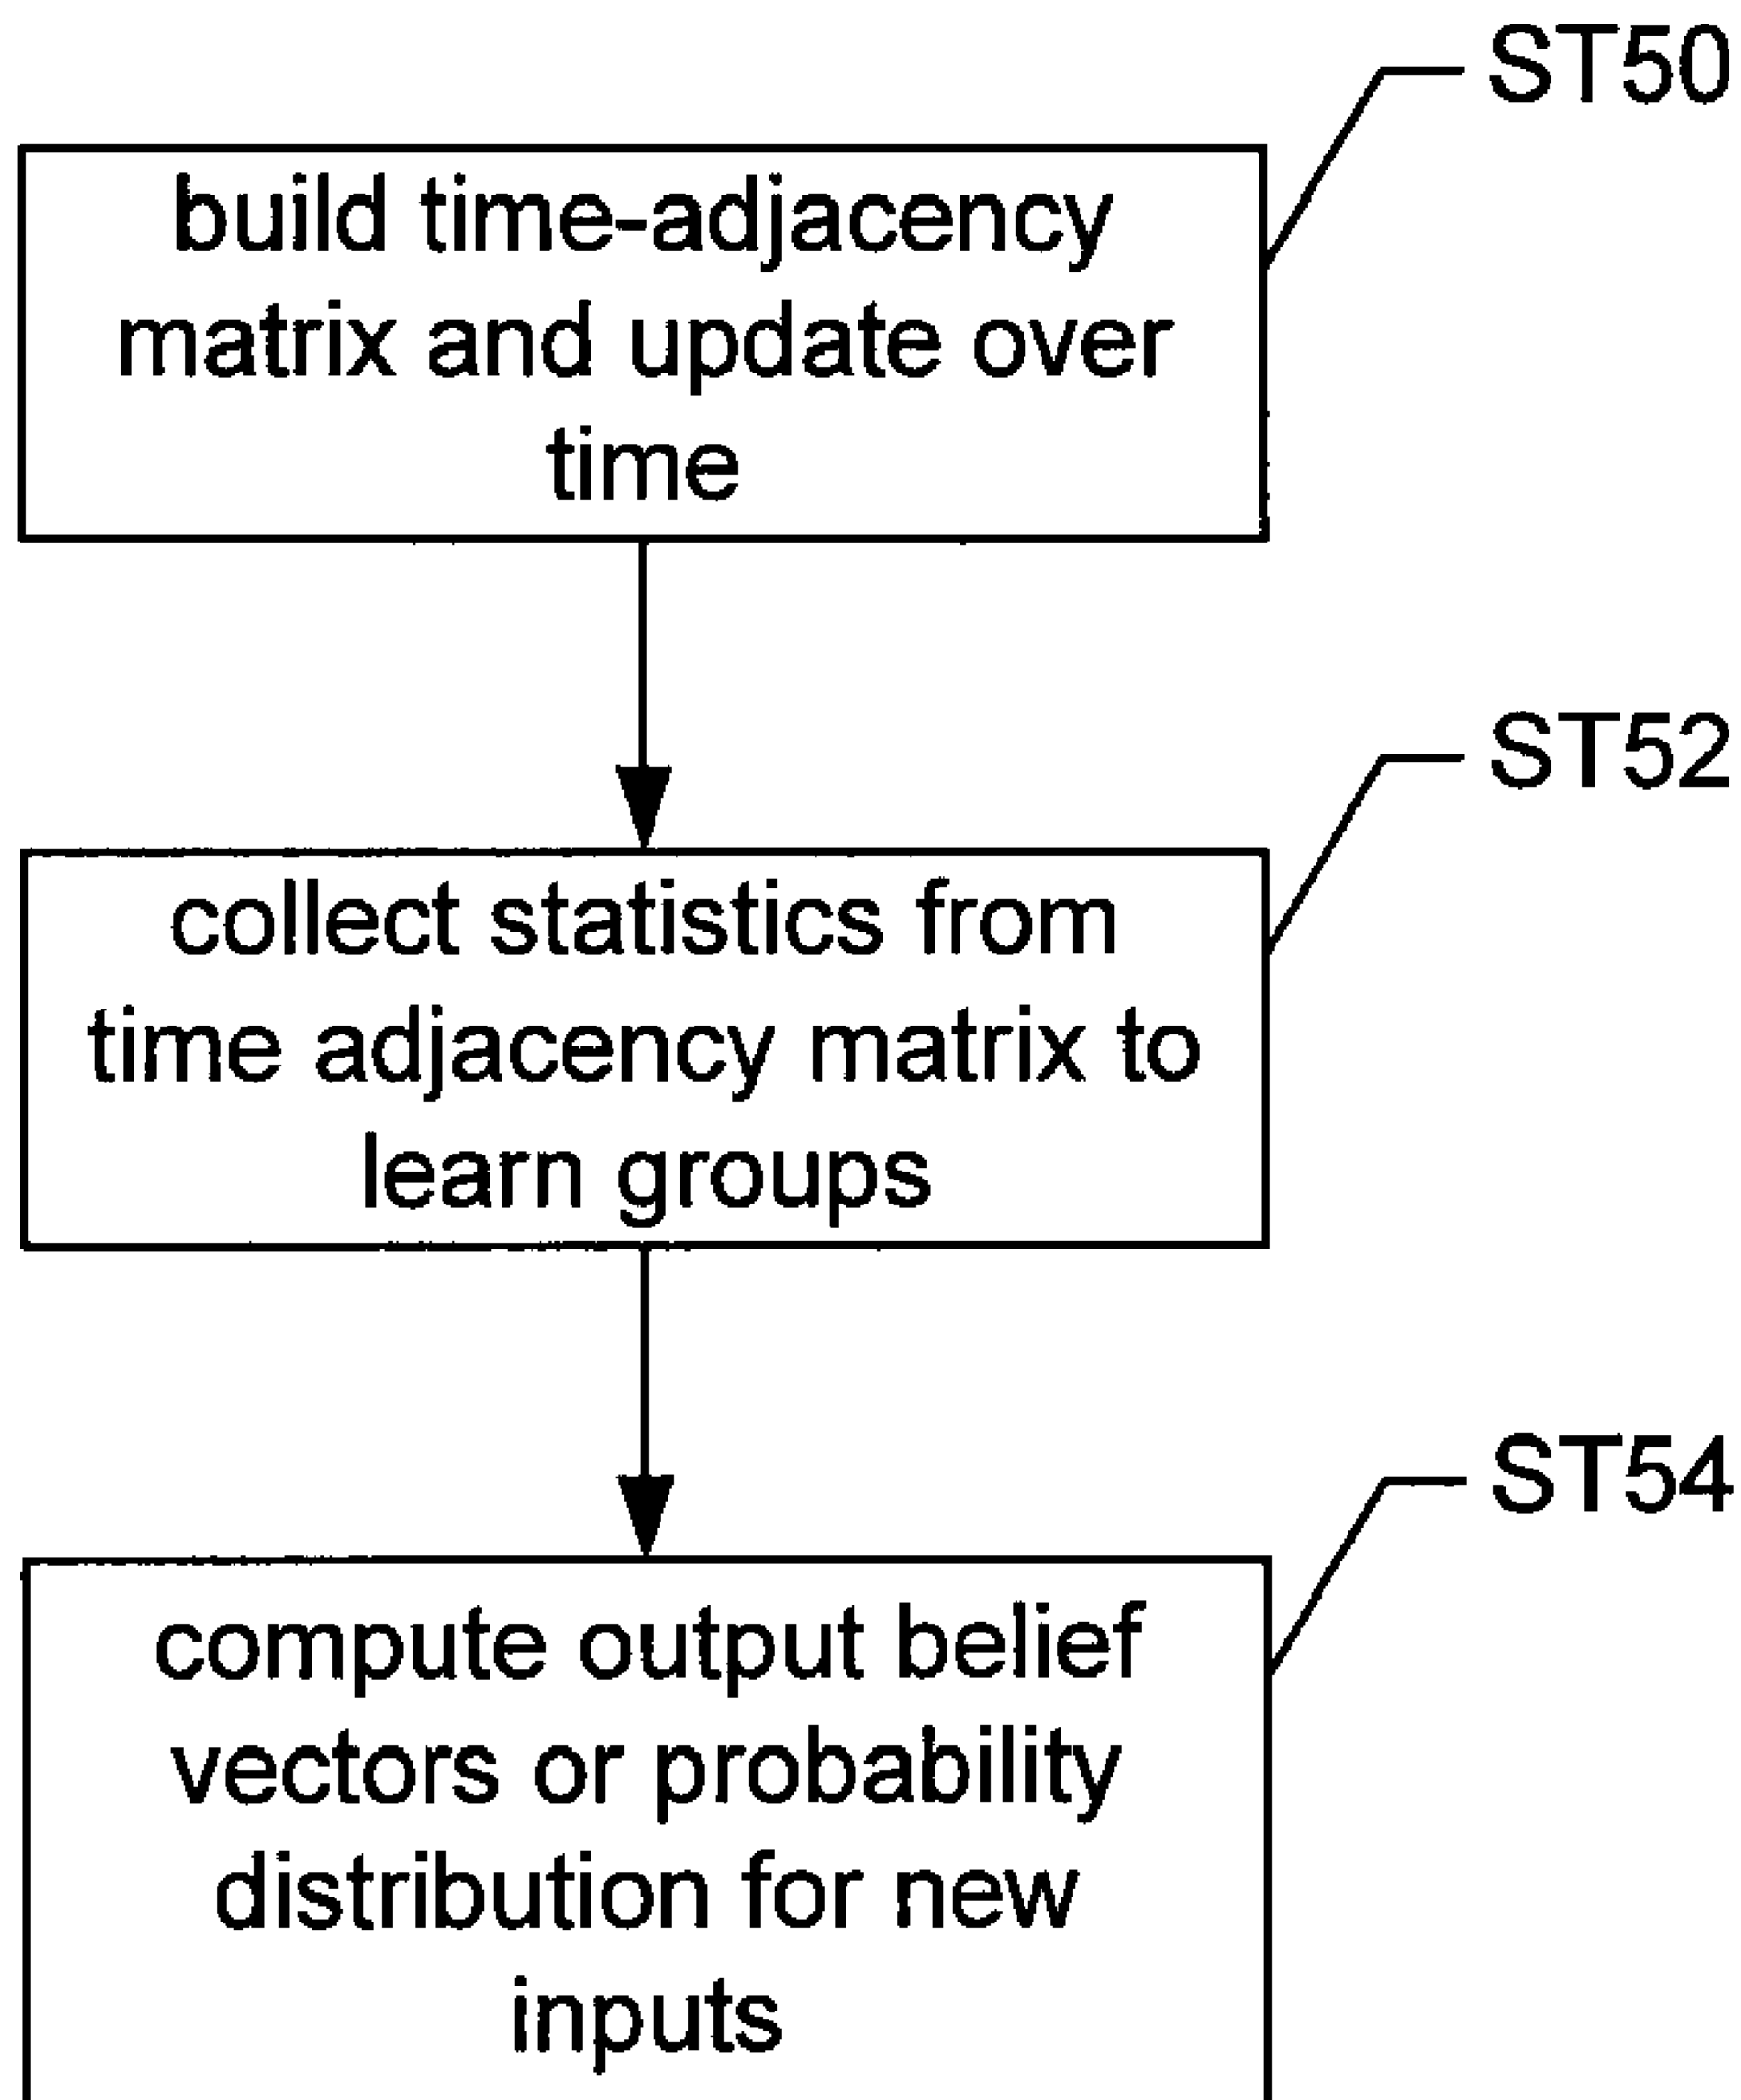 ST50
build time-adjacency
matrix and update over
time
ST52
collect statistics from
time adjacency matrix to
learn groups
ST54
compute output belief
vectors or probability
distribution for new
inputs